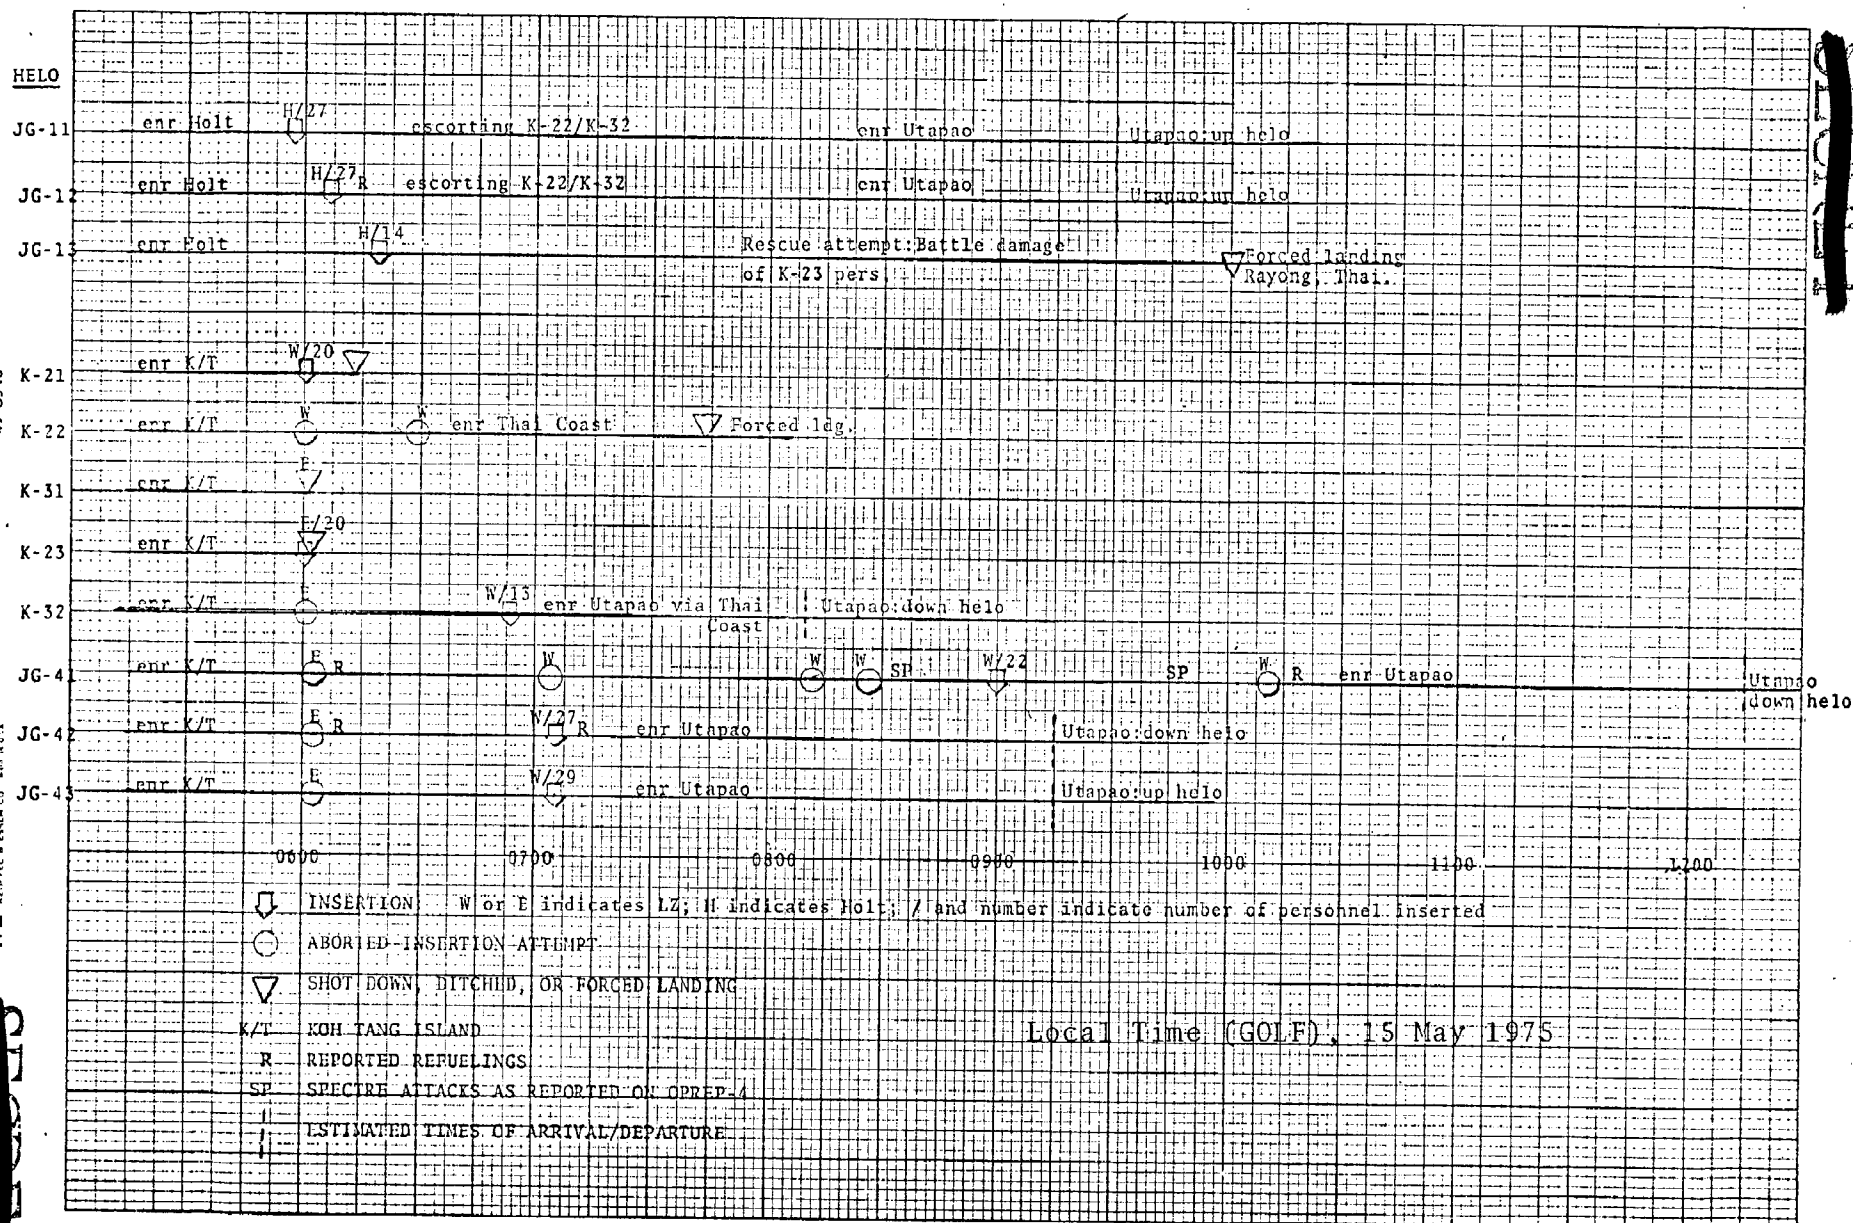 HELO
JG-11 enr Holt H/27 escorting K-22/K-32 enr Utapao Utapao:up helo
JG-12 enr Holt H/27 R escorting K-22/K-32 enr Utapao Utapao:up helo
JG-13 enr Holt H/14 Rescue attempt:Battle damage Forced landing
of K-23 pers. Rayong, Thai.
K-21 enr K/T W/20
K-22 enr K/T W W enr Thai Coast Forced ldg.
K-31 enr K/T E
K-23 enr K/T E/20
K-32 enr K/T E W/13 enr Utapao via Thai Utapao:down helo
Coast
JG-41 enr K/T E R W W W SP W/22 SP W R enr Utapao Utapao
down helo
JG-42 enr K/T E R W/27 R enr Utapao Utapao:down helo
JG-43 enr K/T E W/29 enr Utapao Utapao:up helo
0600 0700 0800 0900 1000 1100 1200
INSERTION W or E indicates LZ; H indicates Holt; / and number indicate number of personnel inserted
ABORTED INSERTION ATTEMPT
SHOT DOWN, DITCHED, OR FORCED LANDING
K/T KOH TANG ISLAND
Local Time (GOLF), 15 May 1975
R REPORTED REFUELINGS
SP SPECTRE ATTACKS AS REPORTED ON OPREP-4
ESTIMATED TIMES OF ARRIVAL/DEPARTURE